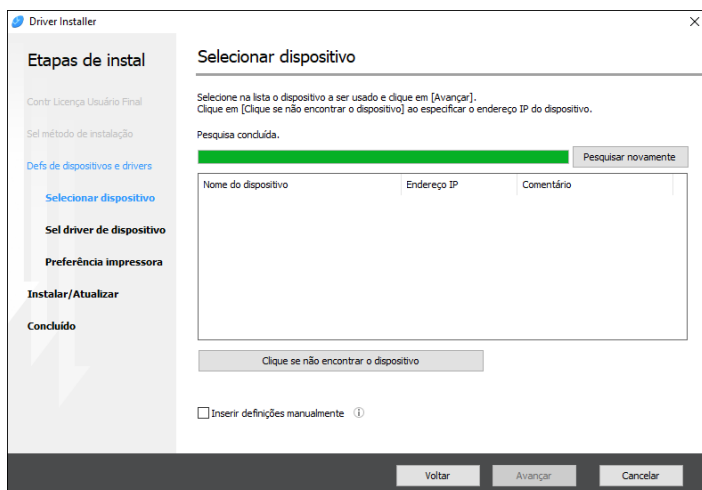 Driver Installer
Etapas de instal
Contr Licença Usuário Final
Sel método de instalação
Defs de dispositivos e drivers
Selecionar dispositivo
Sel driver de dispositivo
Preferência impressora
Instalar/Atualizar
Concluído
Selecionar dispositivo
Selecione na lista o dispositivo a ser usado e clique em [Avançar].
Clique em [Clique se não encontrar o dispositivo] ao especificar o endereço IP do dispositivo.
Pesquisa concluída.
Pesquisar novamente
Nome do dispositivo Endereço IP Comentário
Clique se não encontrar o dispositivo
Inserir definições manualmente
Voltar Avançar Cancelar